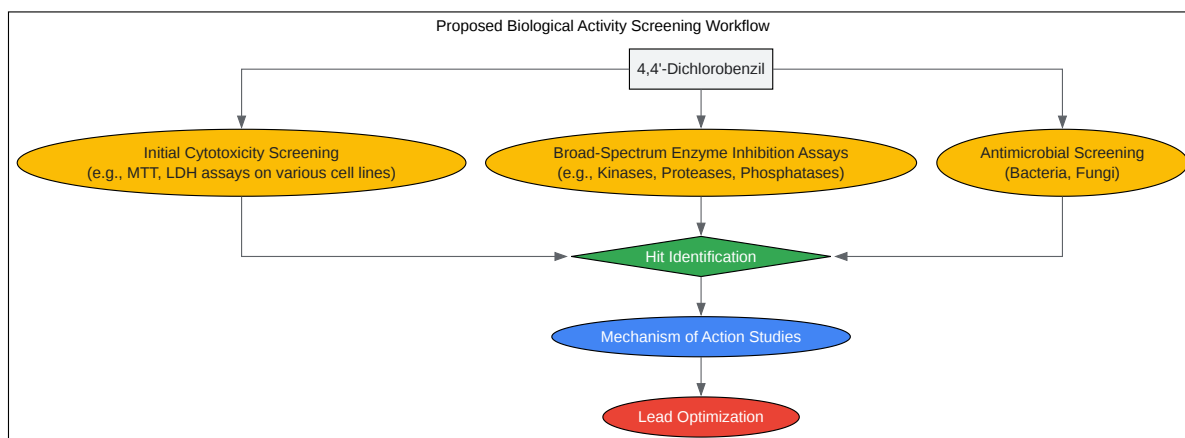 Proposed Biological Activity Screening Workflow
4,4'-Dichlorobenzil
Initial Cytotoxicity Screening
(e.g., MTT, LDH assays on various cell lines)
Broad-Spectrum Enzyme Inhibition Assays
(e.g., Kinases, Proteases, Phosphatases)
Antimicrobial Screening
(Bacteria, Fungi)
Hit Identification
Mechanism of Action Studies
Lead Optimization